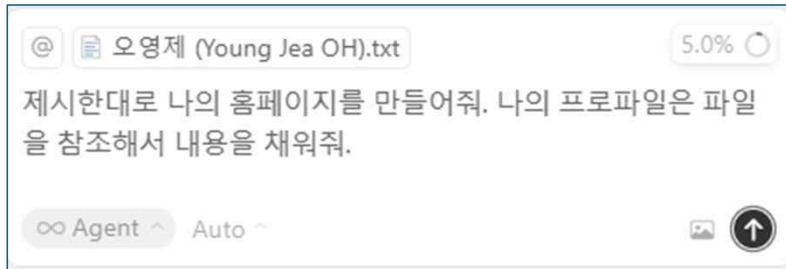 @ 오영제 (Young Jea OH).txt 5.0%
제시한대로 나의 홈페이지를 만들어줘. 나의 프로파일은 파일
을 참조해서 내용을 채워줘.
∞ Agent Auto